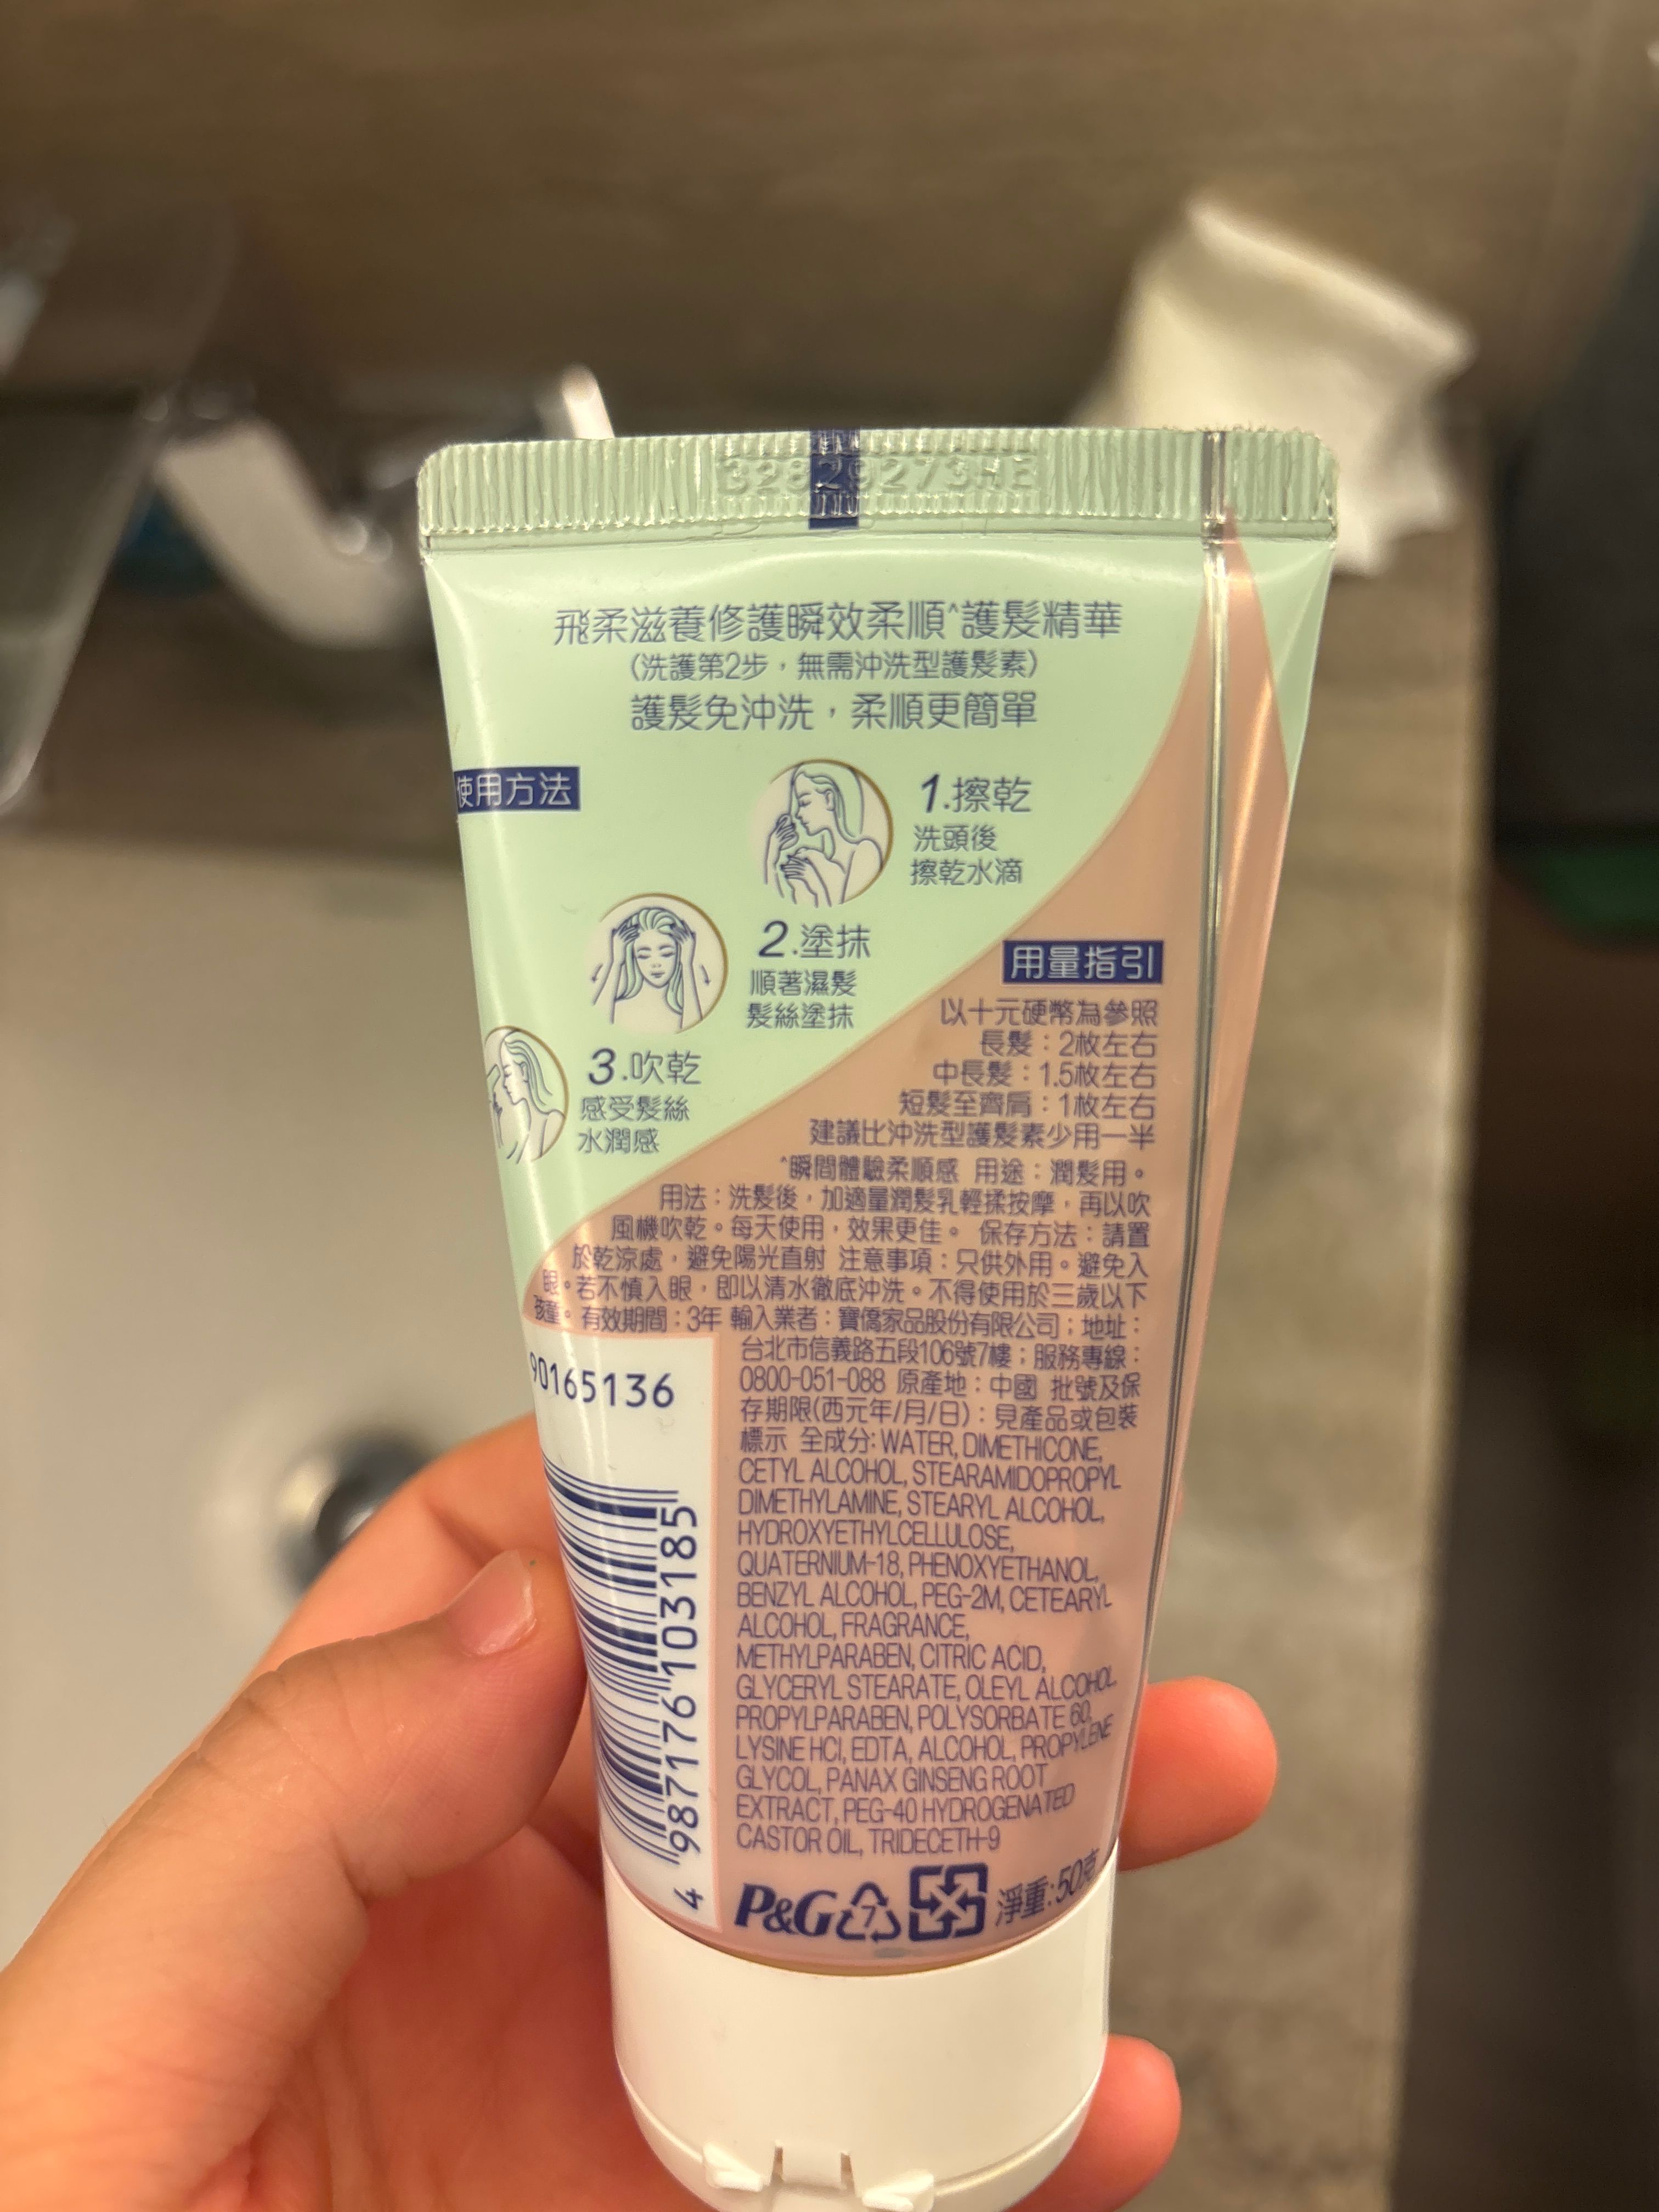 飛柔滋養修護瞬效柔順^護髮精華
(洗護第2步，無需沖洗型護髮素)
護髮免沖洗，柔順更簡單
使用方法
1.擦乾
洗頭後
擦乾水滴
2.塗抹
順著濕髮
髮絲塗抹
3.吹乾
感受髮絲
水潤感
用量指引
以十元硬幣為參照
長髮：2枚左右
中長髮：1.5枚左右
短髮至齊肩：1枚左右
建議比沖洗型護髮素少用一半
^瞬間體驗柔順感 用途：潤髮用。
用法：洗髮後，加適量潤髮乳輕揉按摩，再以吹
風機吹乾。每天使用，效果更佳。 保存方法：請置
於乾涼處，避免陽光直射 注意事項：只供外用。避免入
眼。若不慎入眼，即以清水徹底沖洗。不得使用於三歲以下
孩童。有效期間：3年 輸入業者：寶僑家品股份有限公司；地址：
台北市信義路五段106號7樓；服務專線：
0800-051-088 原產地：中國 批號及保
存期限(西元年/月/日)：見產品或包裝
標示 全成分: WATER, DIMETHICONE,
CETYL ALCOHOL, STEARAMIDOPROPYL
DIMETHYLAMINE, STEARYL ALCOHOL,
HYDROXYETHYLCELLULOSE,
QUATERNIUM-18, PHENOXYETHANOL,
BENZYL ALCOHOL, PEG-2M, CETEARYL
ALCOHOL, FRAGRANCE,
METHYLPARABEN, CITRIC ACID,
GLYCERYL STEARATE, OLEYL ALCOHOL,
PROPYLPARABEN, POLYSORBATE 60,
LYSINE HCl, EDTA, ALCOHOL, PROPYLENE
GLYCOL, PANAX GINSENG ROOT
EXTRACT, PEG-40 HYDROGENATED
CASTOR OIL, TRIDECETH-9
90165136
4 987176 103185
P&G 7 淨重:50克